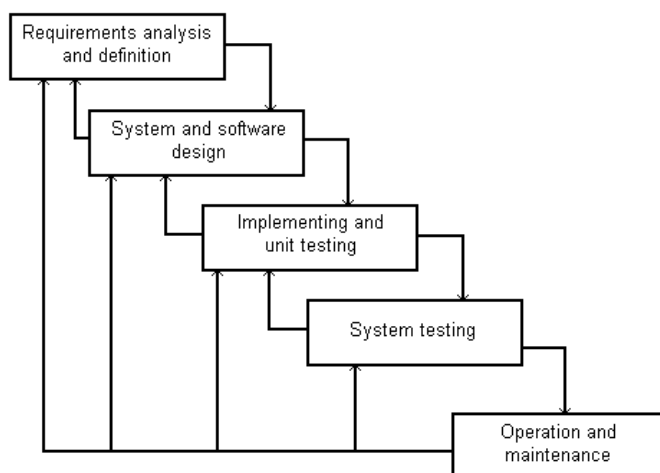 Requirements analysis
and definition
System and software
design
Implementing and
unit testing
System testing
Operation and
maintenance